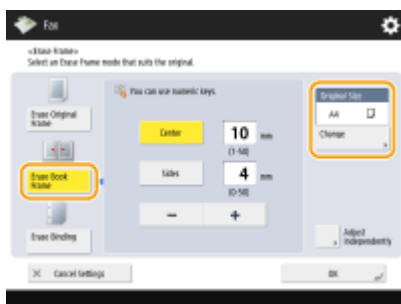 Fax
<Erase Frame>
Select an Erase Frame mode that suits the original.
Erase Original
Frame
Erase Book
Frame
Erase Binding
You can use numeric keys.
Center
10 mm
(1-50)
Sides
4 mm
(0-50)
−
+
Original Size
A4
Change
Adjust
Independently
× Cancel Settings
OK